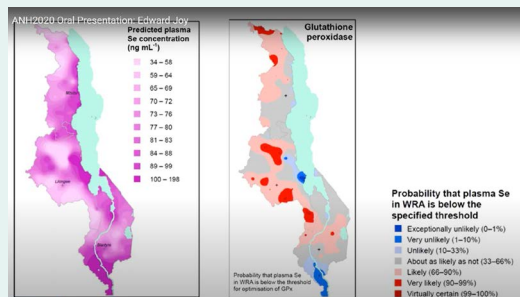 ANH2020 Oral Presentation: Edward Joy
Predicted plasma
Se concentration
(ng mL⁻¹)
34 – 58
59 – 64
65 – 69
70 – 72
73 – 76
77 – 80
81 – 83
84 – 88
89 – 99
100 – 198
Mzuzu
Lilongwe
Glutathione
peroxidase
Probability that plasma Se
in WRA is below the threshold
for optimisation of GPx
Probability that plasma Se
in WRA is below the
specified threshold
Exceptionally unlikely (0–1%)
Very unlikely (1–10%)
Unlikely (10–33%)
About as likely as not (33–66%)
Likely (66–90%)
Very likely (90–99%)
Virtually certain (99–100%)